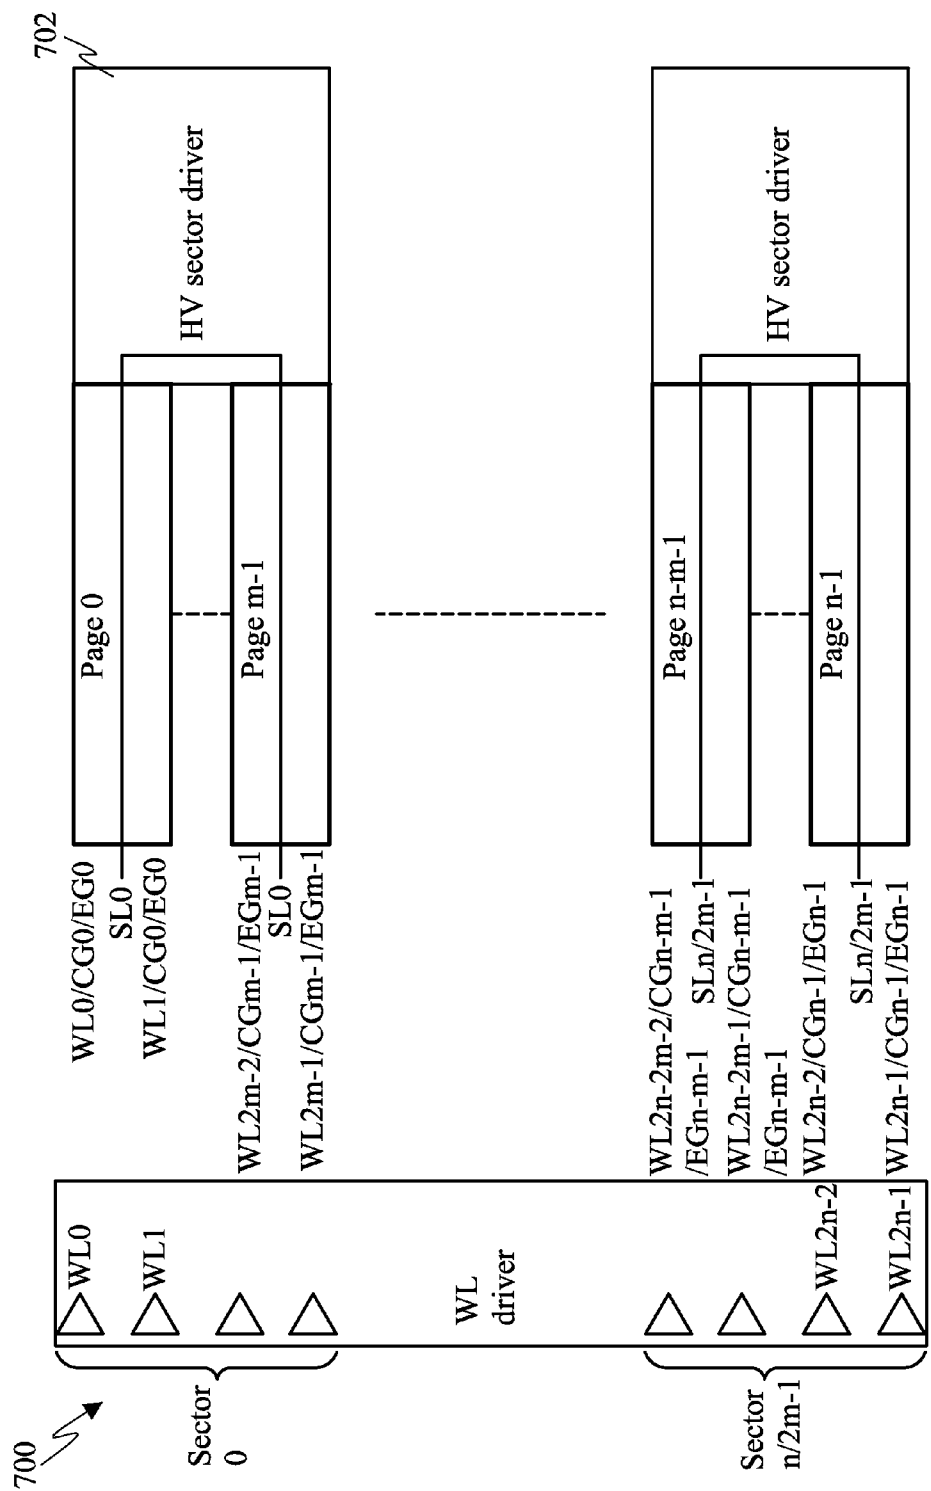 700
702
Sector
0
WL0
WL1
WL
driver
Sector
n/2m-1
WL2n-2
WL2n-1
WL0/CG0/EG0
SL0
WL1/CG0/EG0
WL2m-2/CGm-1/EGm-1
SL0
WL2m-1/CGm-1/EGm-1
WL2n-2m-2/CGn-m-1
/EGn-m-1
SLn/2m-1
WL2n-2m-1/CGn-m-1
/EGn-m-1
WL2n-2/CGn-1/EGn-1
SLn/2m-1
WL2n-1/CGn-1/EGn-1
Page 0
Page m-1
Page n-m-1
Page n-1
HV sector driver
HV sector driver